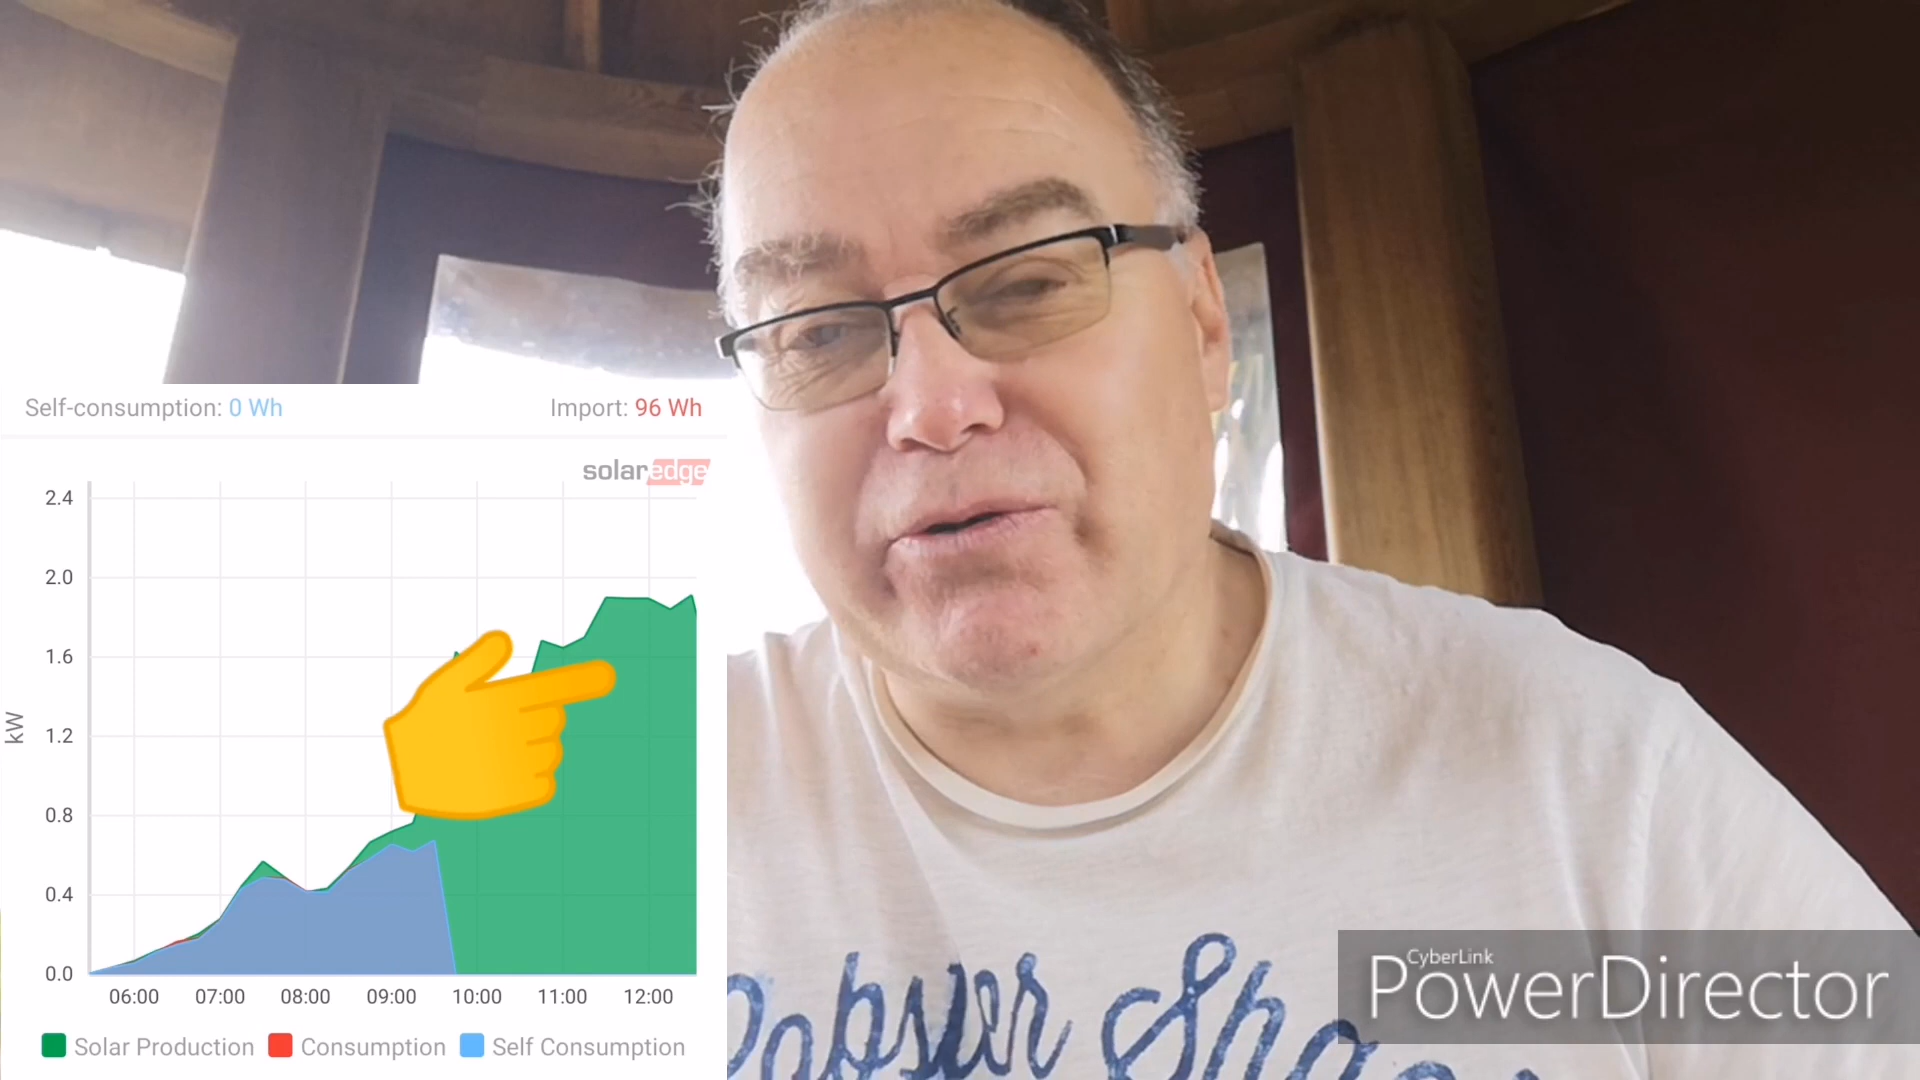 Self-consumption: 0 Wh
Import: 96 Wh
solaredge
2.4
2.0
1.6
1.2
0.8
0.4
0.0
kW
06:00 07:00 08:00 09:00 10:00 11:00 12:00
Solar Production Consumption Self Consumption
CyberLink
PowerDirector